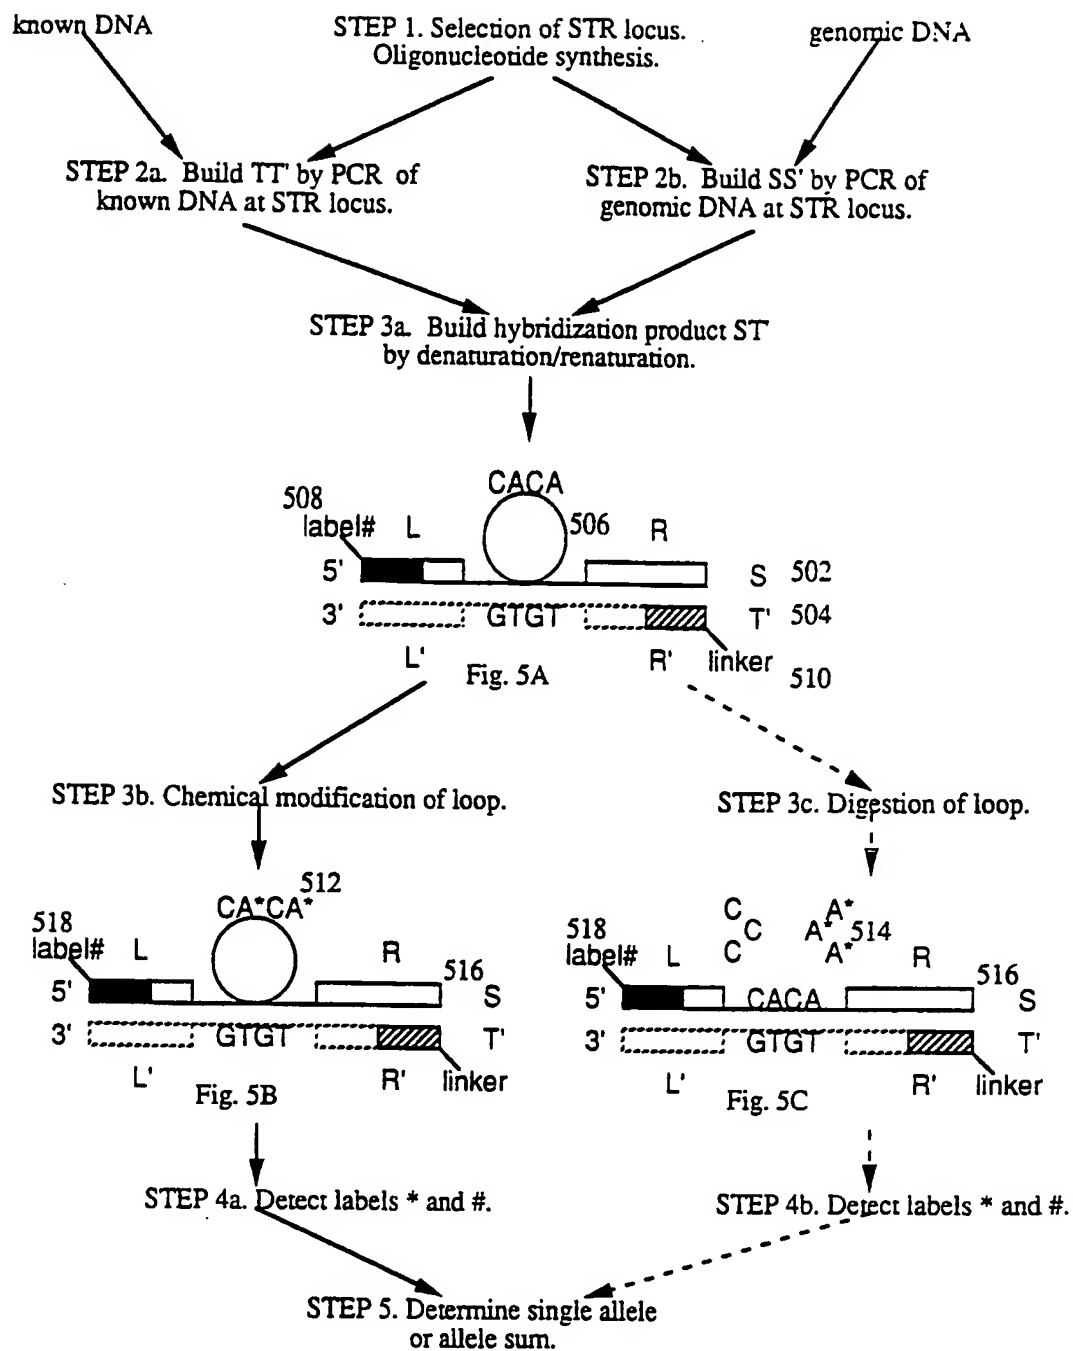 known DNA
STEP 1. Selection of STR locus.
Oligonucleotide synthesis.
genomic DNA
STEP 2a. Build TT' by PCR of
known DNA at STR locus.
STEP 2b. Build SS' by PCR of
genomic DNA at STR locus.
STEP 3a. Build hybridization product ST'
by denaturation/renaturation.
CACA
508
label#
L
506
R
5'
S
502
3'
GTGT
T'
504
L'
R'
linker
510
Fig. 5A
STEP 3b. Chemical modification of loop.
STEP 3c. Digestion of loop.
CA*CA*
512
518
label#
L
R
516
5'
S
3'
GTGT
T'
L'
R'
linker
Fig. 5B
C
C
C
A*
A*
A*
514
518
label#
L
R
516
5'
CACA
S
3'
GTGT
T'
L'
R'
linker
Fig. 5C
STEP 4a. Detect labels * and #.
STEP 4b. Detect labels * and #.
STEP 5. Determine single allele
or allele sum.